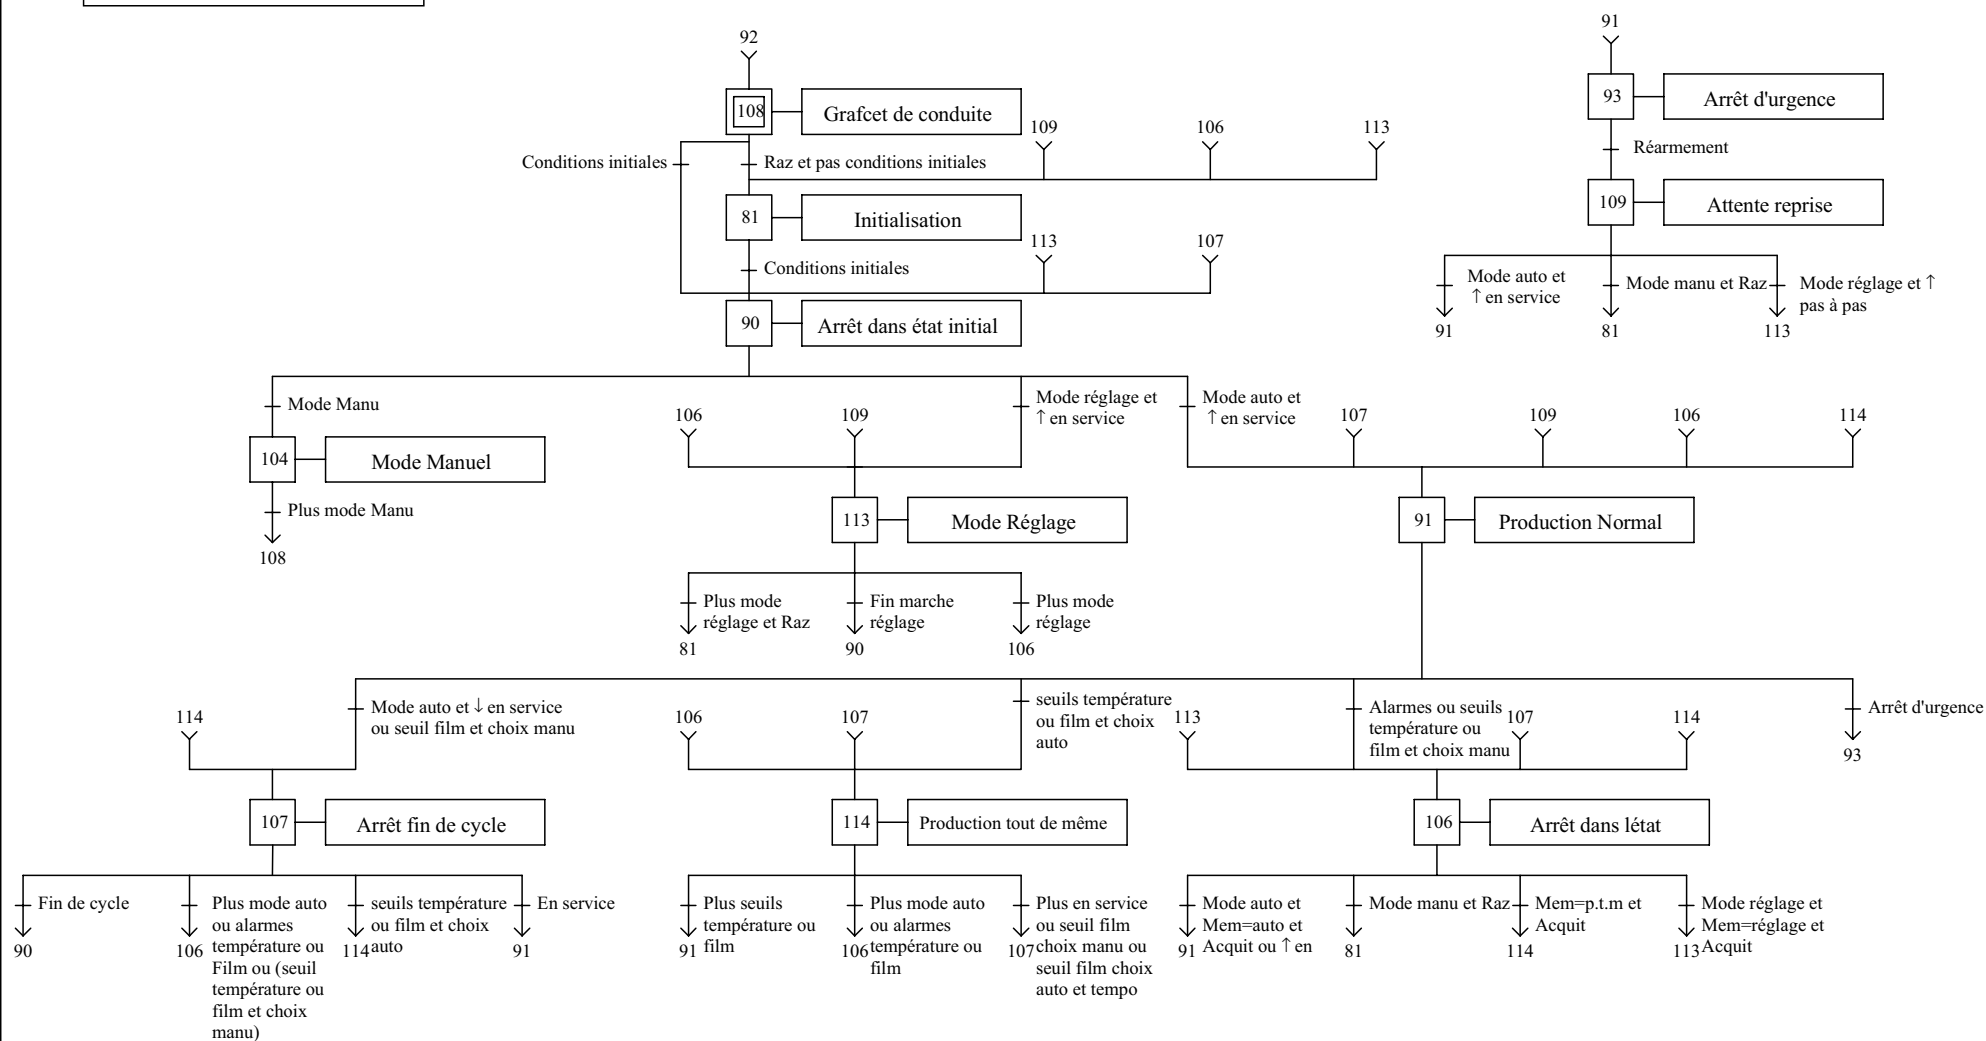 91
92
108
Grafcet de conduite
93
Arrêt d'urgence
109
106
113
Conditions initiales
Raz et pas conditions initiales
Réarmement
81
Initialisation
109
Attente reprise
113
107
Conditions initiales
Mode auto et
↑ en service
Mode manu et Raz
Mode réglage et ↑
pas à pas
90
Arrêt dans état initial
91
81
113
Mode Manu
Mode réglage et
↑ en service
Mode auto et
↑ en service
106
109
107
109
106
114
104
Mode Manuel
Plus mode Manu
108
113
Mode Réglage
91
Production Normal
Plus mode
réglage et Raz
Fin marche
réglage
Plus mode
réglage
81
90
106
114
Mode auto et ↓ en service
ou seuil film et choix manu
106
107
seuils température
ou film et choix
auto
113
Alarmes ou seuils
température ou
film et choix manu
107
114
Arrêt d'urgence
93
107
Arrêt fin de cycle
114
Production tout de même
106
Arrêt dans létat
Fin de cycle
90
Plus mode auto
ou alarmes
température ou
Film ou (seuil
température ou
film et choix
manu)
106
seuils température
ou film et choix
auto
114
En service
91
Plus seuils
température ou
film
91
Plus mode auto
ou alarmes
température ou
film
106
Plus en service
ou seuil film
choix manu ou
seuil film choix
auto et tempo
107
Mode auto et
Mem=auto et
Acquit ou ↑ en
91
Mode manu et Raz
81
Mem=p.t.m et
Acquit
114
Mode réglage et
Mem=réglage et
Acquit
113